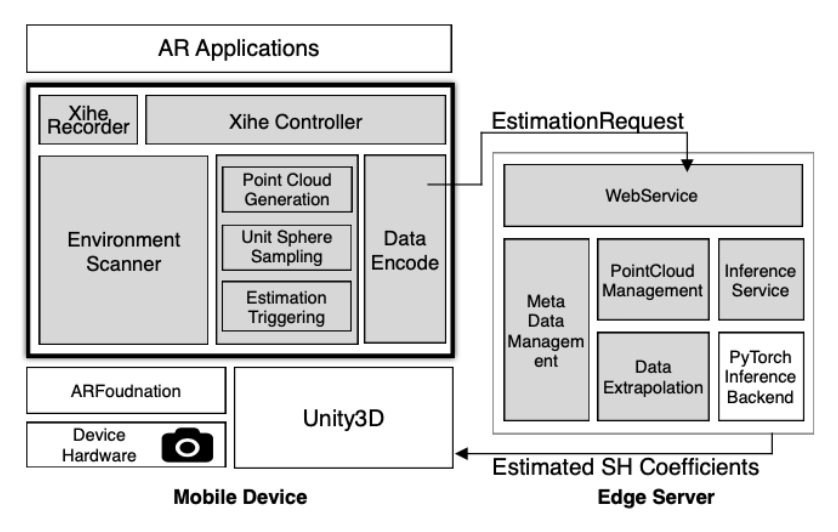 AR Applications
Xihe
Recorder
Xihe Controller
EstimationRequest
Environment
Scanner
Point Cloud
Generation
Unit Sphere
Sampling
Estimation
Triggering
Data
Encode
WebService
Meta
Data
Managem
ent
PointCloud
Management
Inference
Service
Data
Extrapolation
PyTorch
Inference
Backend
ARFoudnation
Device
Hardware
Unity3D
Estimated SH Coefficients
Mobile Device
Edge Server